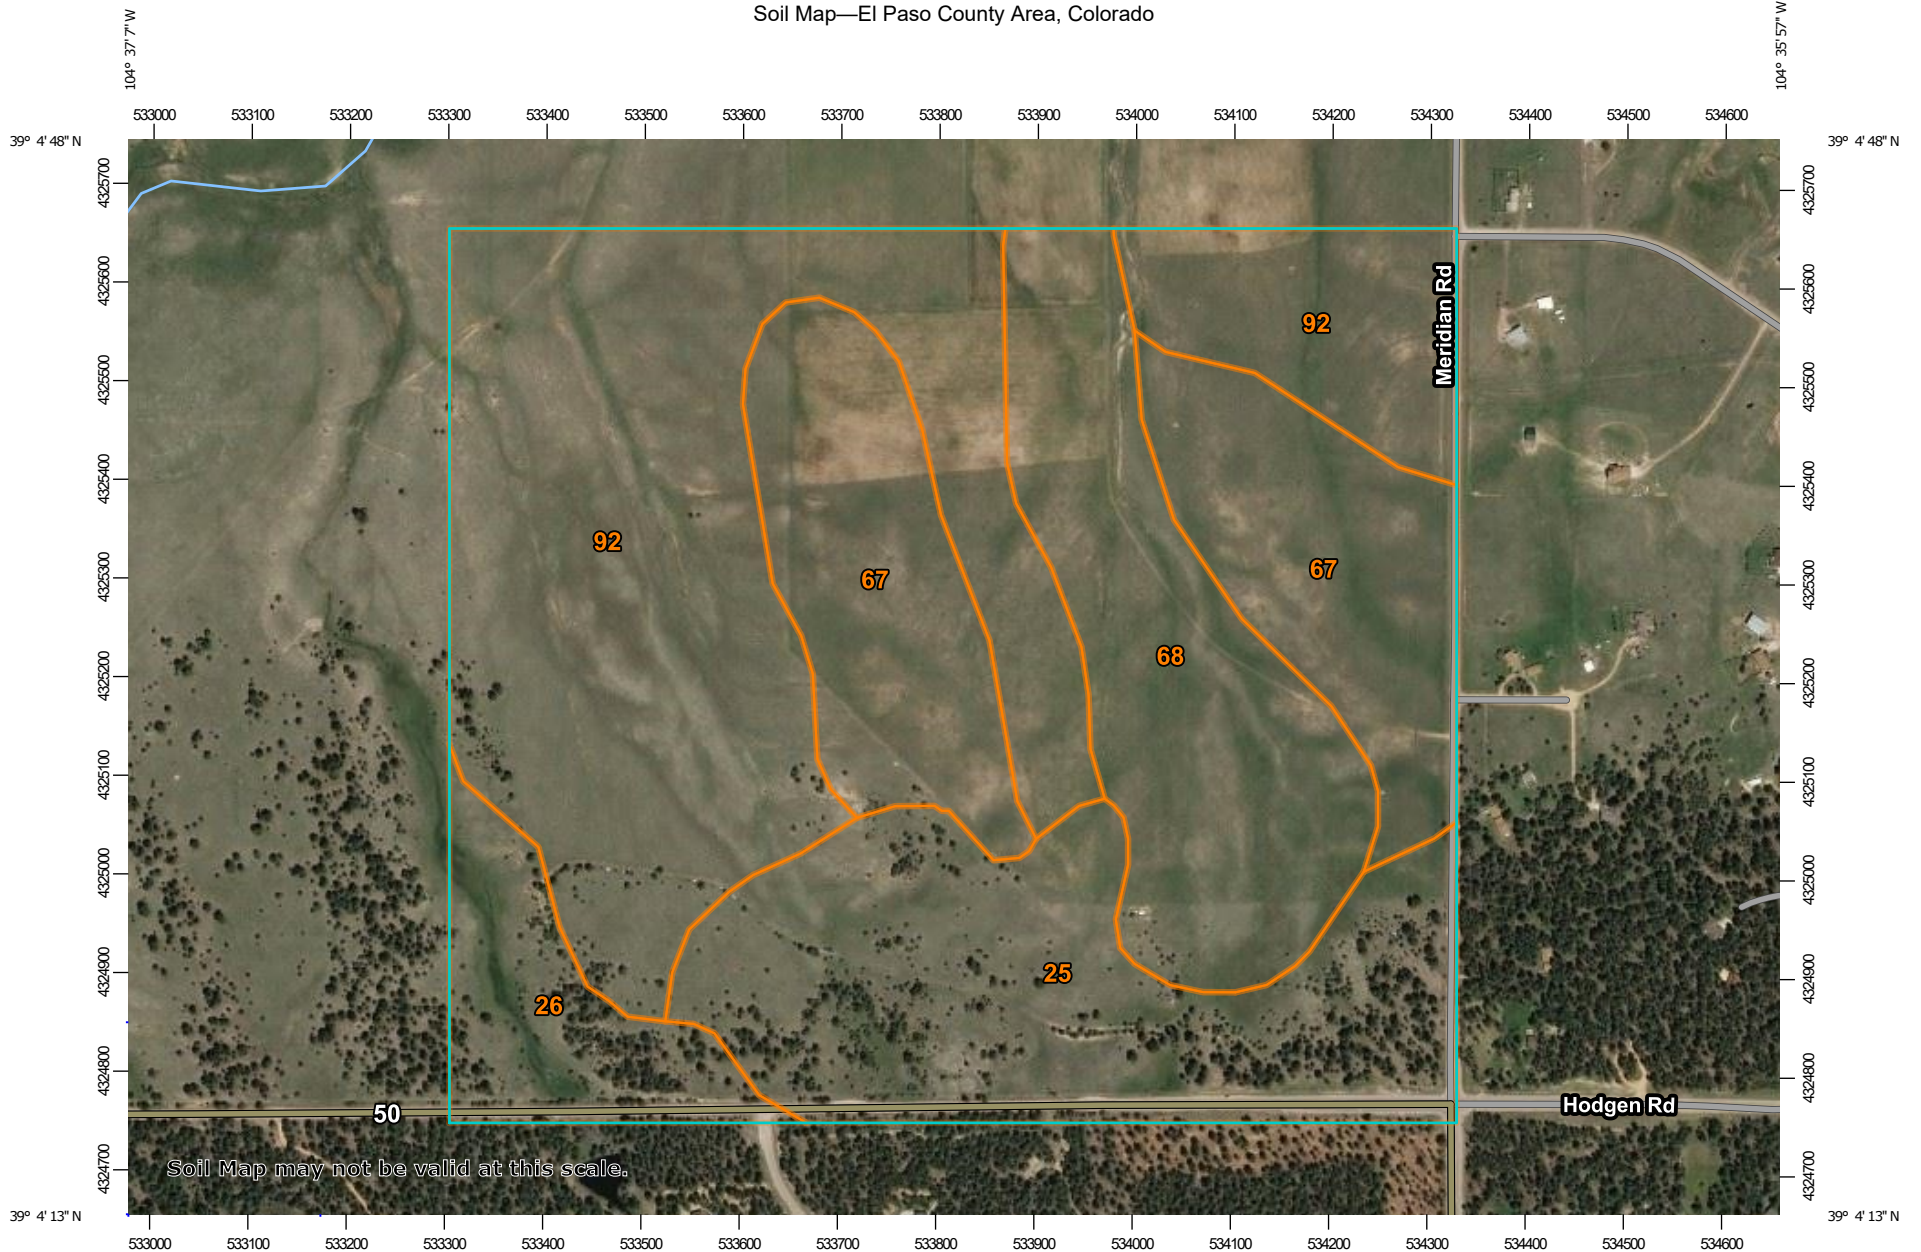 Soil Map—El Paso County Area, Colorado
104° 37' 7" W
104° 35' 57" W
533000 533100 533200 533300 533400 533500 533600 533700 533800 533900 534000 534100 534200 534300 534400 534500 534600
39° 4' 48" N
39° 4' 48" N
4325700
4325700
4325600
4325600
Meridian Rd
92
4325500
4325500
4325400
4325400
92
67
67
4325300
4325300
68
4325200
4325200
4325100
4325100
4325000
4325000
25
4324900
4324900
26
4324800
4324800
50
Hodgen Rd
Soil Map may not be valid at this scale.
4324700
4324700
39° 4' 13" N
39° 4' 13" N
533000 533100 533200 533300 533400 533500 533600 533700 533800 533900 534000 534100 534200 534300 534400 534500 534600